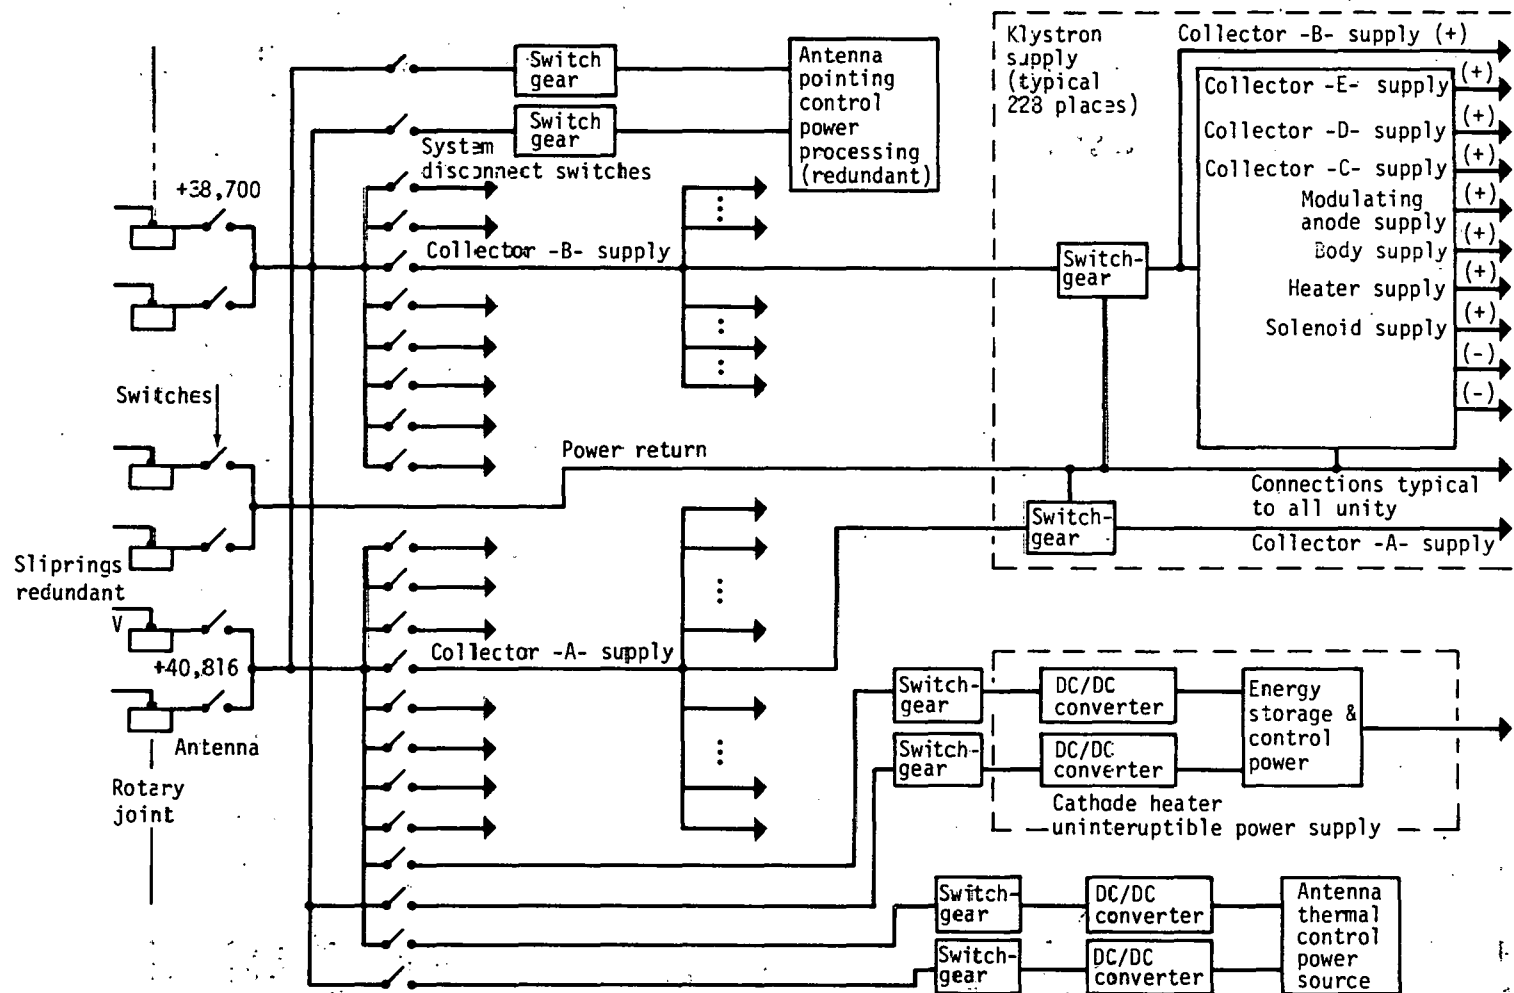 Klystron
supply
(typical
228 places)
Collector -B- supply (+)
Collector -E- supply (+)
Collector -D- supply (+)
Collector -C- supply (+)
Modulating
anode supply (+)
Body supply (+)
Heater supply (+)
Solenoid supply (+)
(-)
(-)
Switch
gear
Switch
gear
Antenna
pointing
control
power
processing
(redundant)
System
disconnect switches
+38,700
Collector -B- supply
Switch-
gear
Switches
Power return
Connections typical
to all unity
Switch-
gear
Collector -A- supply
Sliprings
redundant
V
+40,816
Collector -A- supply
Antenna
Rotary
joint
Switch-
gear
DC/DC
converter
Energy
storage &
control
power
Switch-
gear
DC/DC
converter
Cathode heater
uninteruptible power supply
Switch-
gear
DC/DC
converter
Antenna
thermal
control
power
source
Switch-
gear
DC/DC
converter